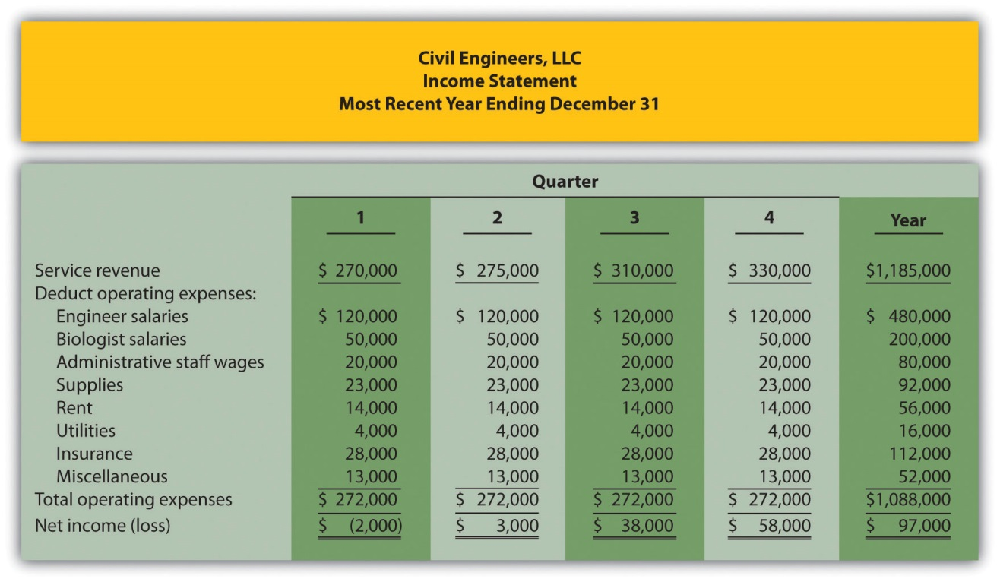 Civil Engineers, LLC
Income Statement
Most Recent Year Ending December 31
Quarter
1 2 3 4 Year
Service revenue $ 270,000 $ 275,000 $ 310,000 $ 330,000 $1,185,000
Deduct operating expenses:
Engineer salaries $ 120,000 $ 120,000 $ 120,000 $ 120,000 $ 480,000
Biologist salaries 50,000 50,000 50,000 50,000 200,000
Administrative staff wages 20,000 20,000 20,000 20,000 80,000
Supplies 23,000 23,000 23,000 23,000 92,000
Rent 14,000 14,000 14,000 14,000 56,000
Utilities 4,000 4,000 4,000 4,000 16,000
Insurance 28,000 28,000 28,000 28,000 112,000
Miscellaneous 13,000 13,000 13,000 13,000 52,000
Total operating expenses $ 272,000 $ 272,000 $ 272,000 $ 272,000 $1,088,000
Net income (loss) $ (2,000) $ 3,000 $ 38,000 $ 58,000 $ 97,000